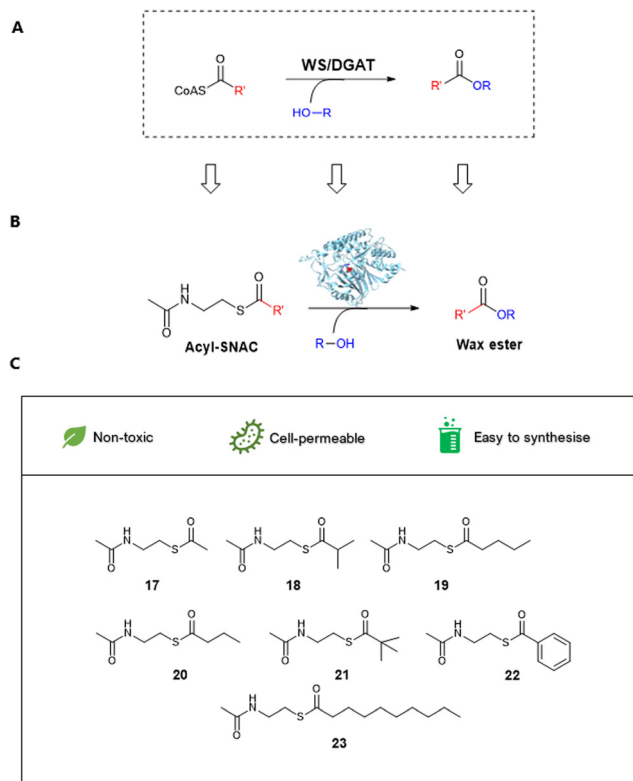 A
WS/DGAT
O
CoAS R'
HO—R
O
R' OR
B
H
N
O
S
O
R'
Acyl-SNAC
R—OH
O
R' OR
Wax ester
C
Non-toxic Cell-permeable Easy to synthesise
H
N
O
S
O
17
H
N
O
S
O
18
H
N
O
S
O
19
H
N
O
S
O
20
H
N
O
S
O
21
H
N
O
S
O
22
H
N
O
S
O
23